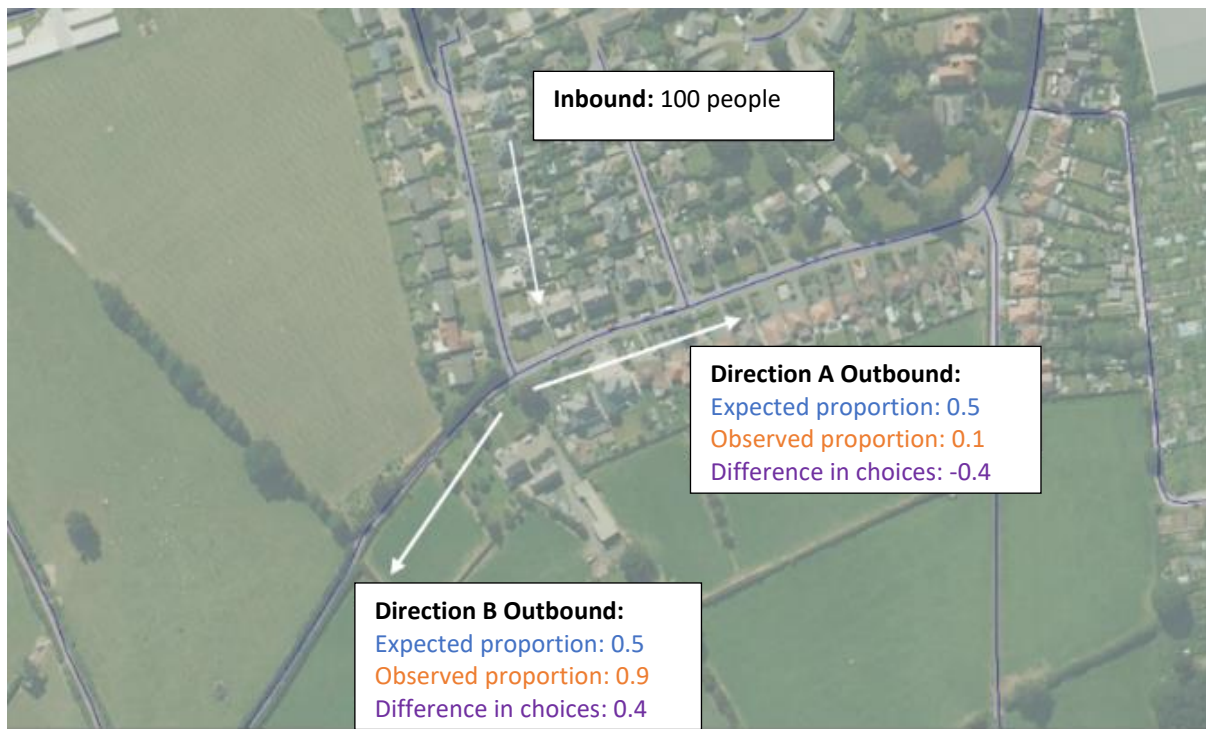 Inbound: 100 people
Direction A Outbound:
Expected proportion: 0.5
Observed proportion: 0.1
Difference in choices: -0.4
Direction B Outbound:
Expected proportion: 0.5
Observed proportion: 0.9
Difference in choices: 0.4